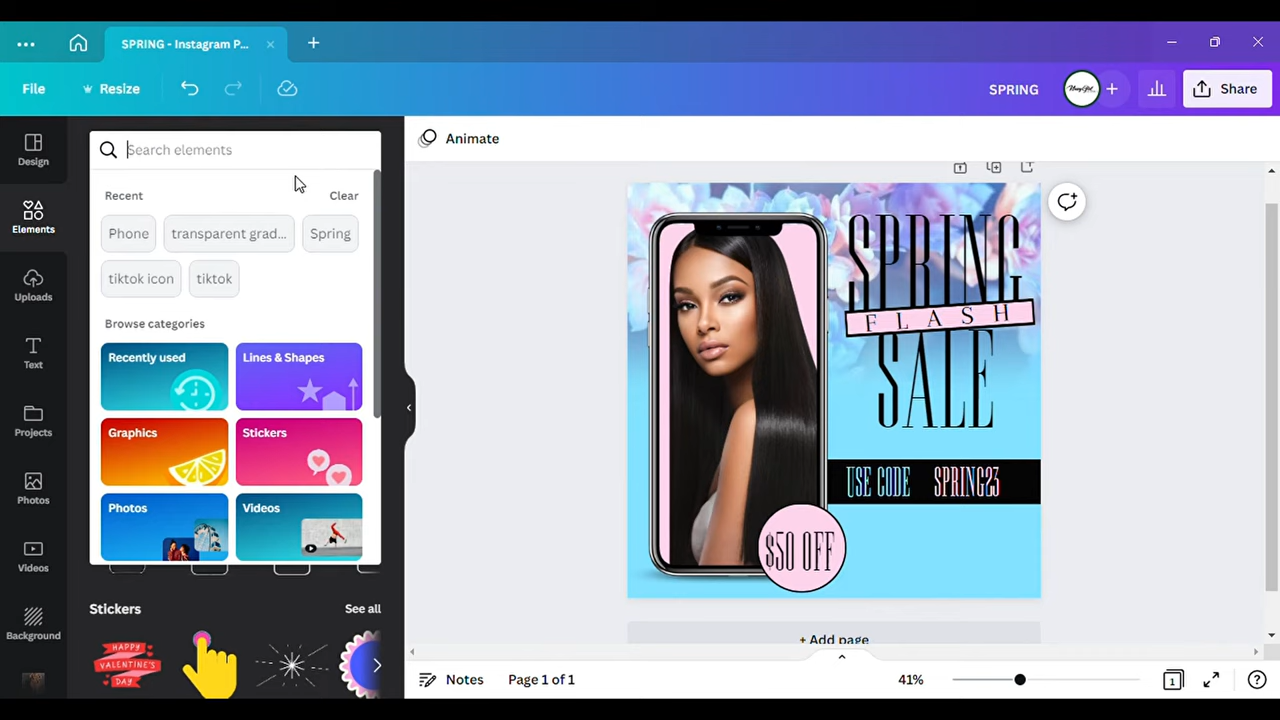 SPRING - Instagram P...
File
Resize
SPRING
Share
Design
Elements
Uploads
Text
Projects
Photos
Videos
Background
Search elements
Recent
Clear
Phone
transparent grad...
Spring
tiktok icon
tiktok
Browse categories
Recently used
Lines & Shapes
Graphics
Stickers
Photos
Videos
Stickers
See all
HAPPY
VALENTINE'S
DAY
Animate
SPRING
FLASH
SALE
USE CODE SPRING23
$50 OFF
+ Add page
Notes
Page 1 of 1
41%
1